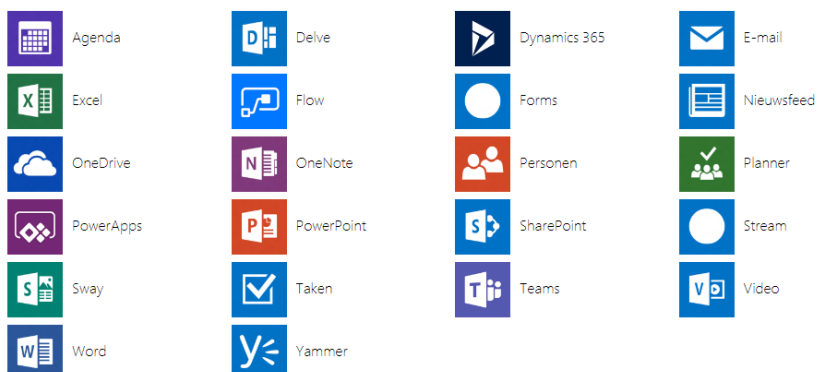 Agenda
Delve
Dynamics 365
E-mail
Excel
Flow
Forms
Nieuwsfeed
OneDrive
OneNote
Personen
Planner
PowerApps
PowerPoint
SharePoint
Stream
Sway
Taken
Teams
Video
Word
Yammer